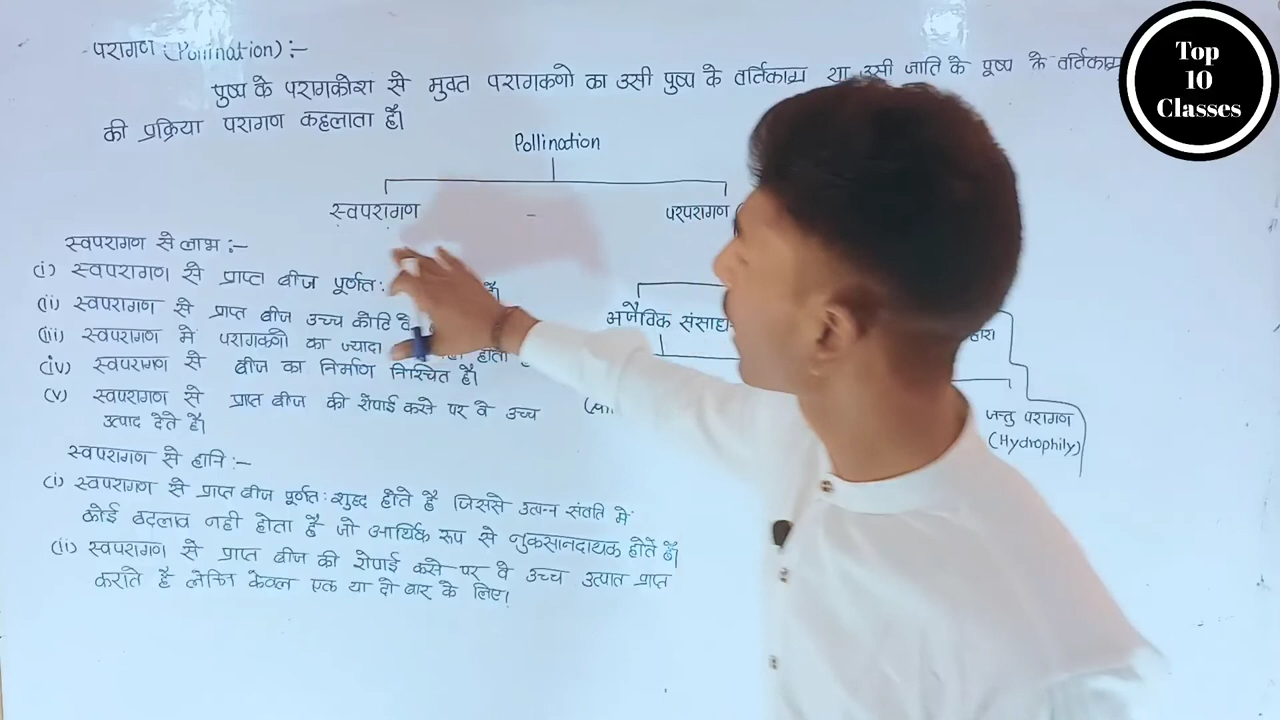 परागण (Pollination) :-
पुष्प के परागकोश से मुक्त परागकणो का उसी पुष्प के वर्तिकाग्र या उसी जाति के पुष्प के वर्तिकाग्र
की प्रक्रिया परागण कहलाता है।
Pollination
स्वपरागण - परपरागण
स्वपरागण से लाभ :-
(i) स्वपरागण से प्राप्त बीज पूर्णतः है।
(ii) स्वपरागण से प्राप्त बीज उच्च कोटि के
(iii) स्वपरागण में परागकणो का ज्यादा होता
(iv) स्वपरागण से बीज का निर्माण निश्चित है।
(v) स्वपरागण से प्राप्त बीज की रोपाई करने पर वे उच्च
उत्पाद देते है।
स्वपरागण से हानि :-
(i) स्वपरागण से प्राप्त बीज पूर्णतः शुद्ध होते है जिससे उत्पन्न संतति में
कोई बदलाव नही होता है जो आर्थिक रूप से नुकसानदायक होते है।
(ii) स्वपरागण से प्राप्त बीज की रोपाई करने पर वे उच्च उत्पात प्राप्त
कराते है लेकिन केवल एक या दो बार के लिए।
अजैविक
द्वारा
जन्तु परागण
(Hydrophily)
Top
10
Classes